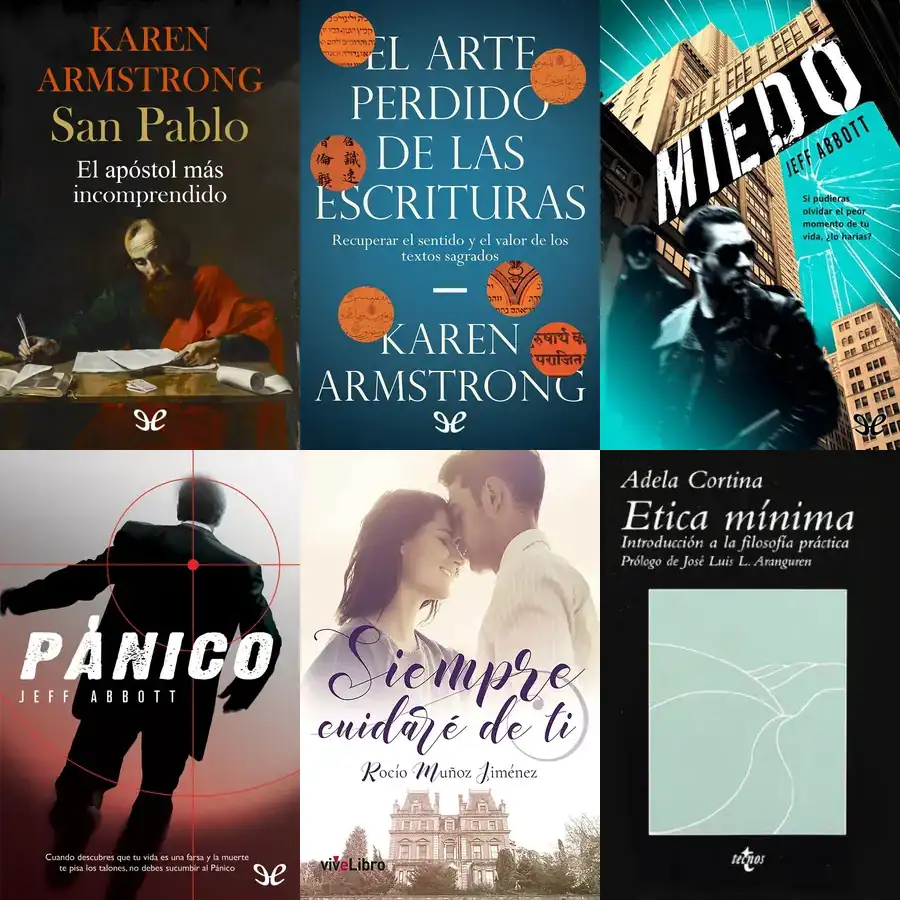 KAREN
ARMSTRONG
San Pablo
El apóstol más
incomprendido
EL ARTE
PERDIDO
DE LAS
ESCRITURAS
Recuperar el sentido y el valor de los
textos sagrados
KAREN
ARMSTRONG
MIEDO
JEFF ABBOTT
Si pudieras
olvidar el peor
momento de tu
vida, ¿lo harías?
PÁNICO
JEFF ABBOTT
Cuando descubres que tu vida es una farsa y la muerte
te pisa los talones, no debes sucumbir al Pánico
Siempre
cuidaré de ti
Rocío Muñoz Jiménez
viveLibro
Adela Cortina
Etica mínima
Introducción a la filosofía práctica
Prólogo de José Luis L. Aranguren
tecnos